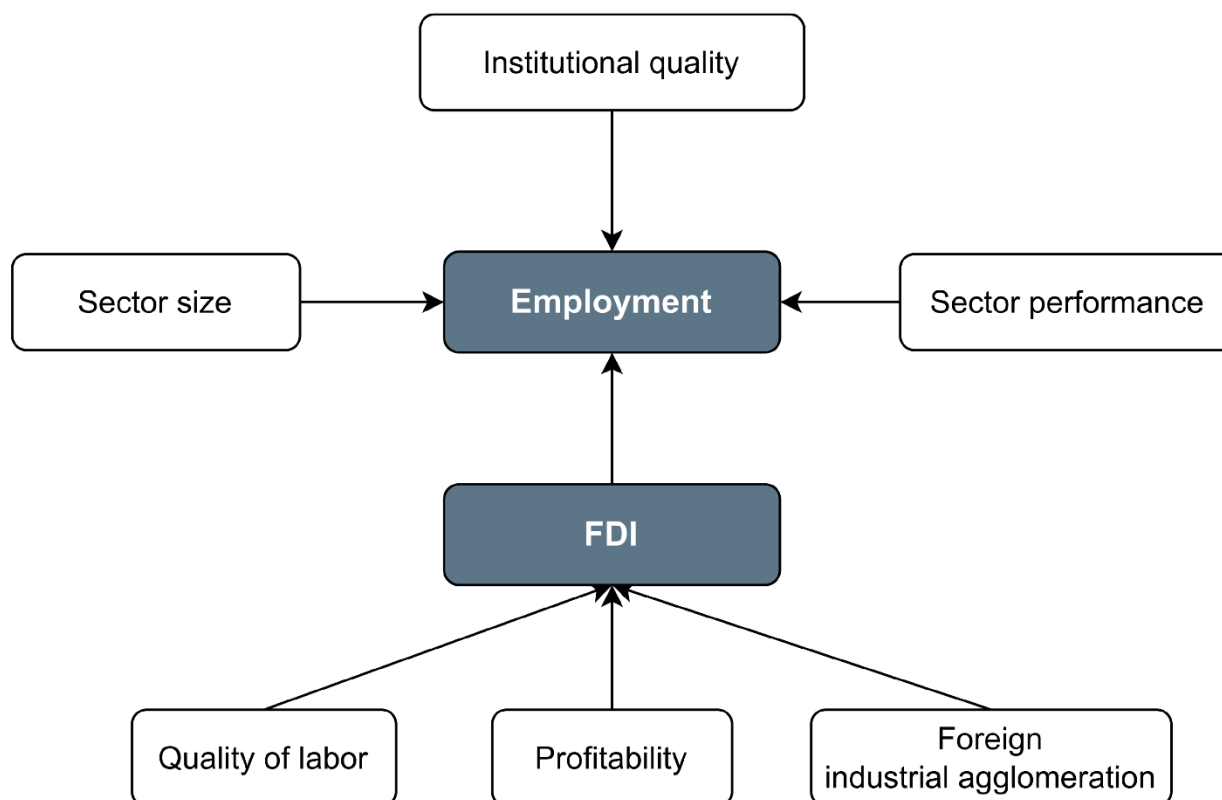 Institutional quality
Sector size
Employment
Sector performance
FDI
Quality of labor
Profitability
Foreign
industrial agglomeration